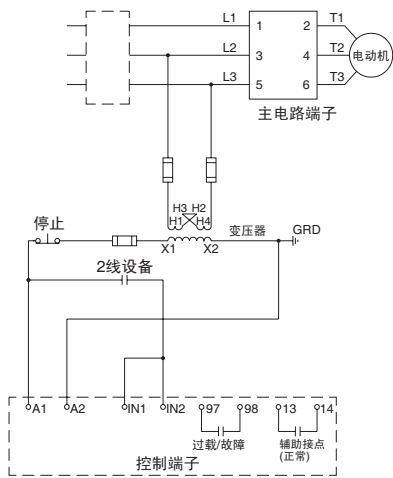 L1 1 2 T1
L2 3 4 T2 电动机
L3 5 6 T3
主电路端子
H3 H2
H1 H4
停止 变压器 GRD
X1 X2
2线设备
A1 A2 IN1 IN2 97 98 13 14
过载/故障 辅助接点
(正常)
控制端子